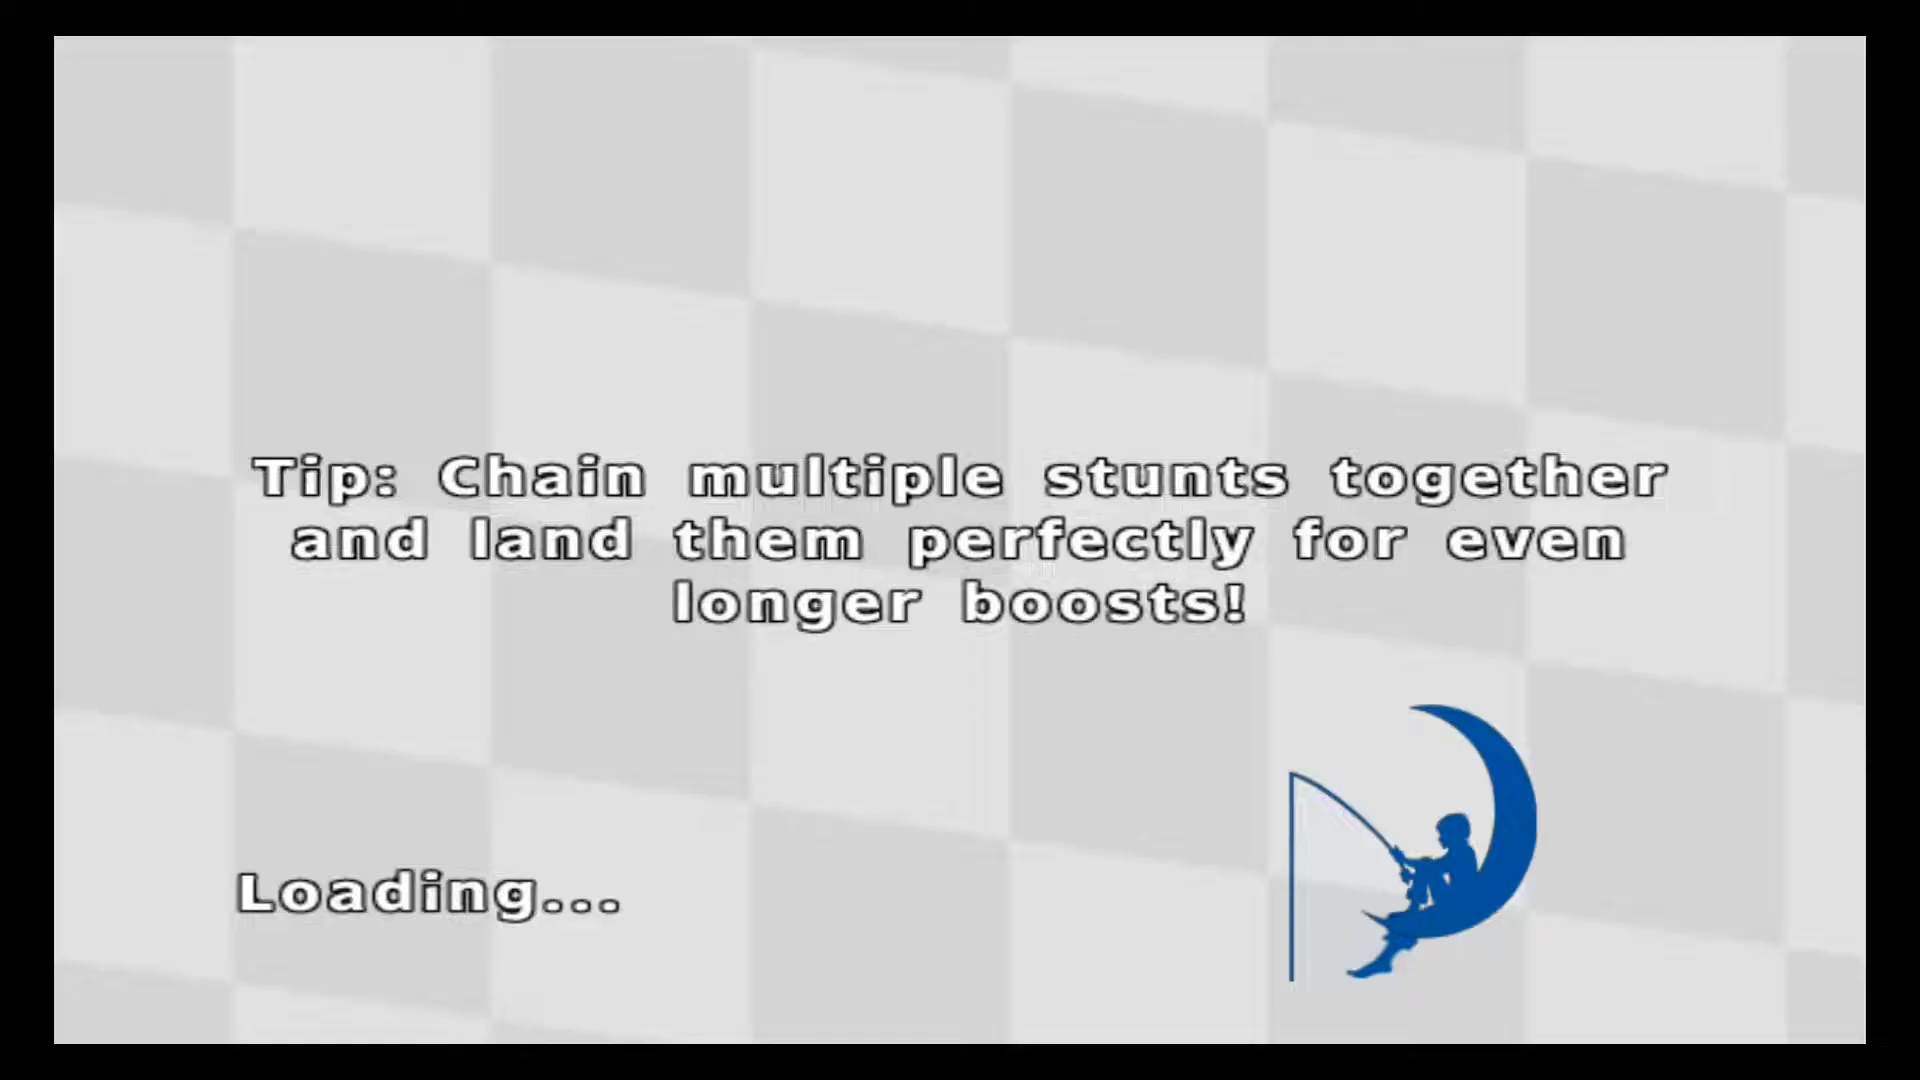 Tip: Chain multiple stunts together
and land them perfectly for even
longer boosts!
Loading...